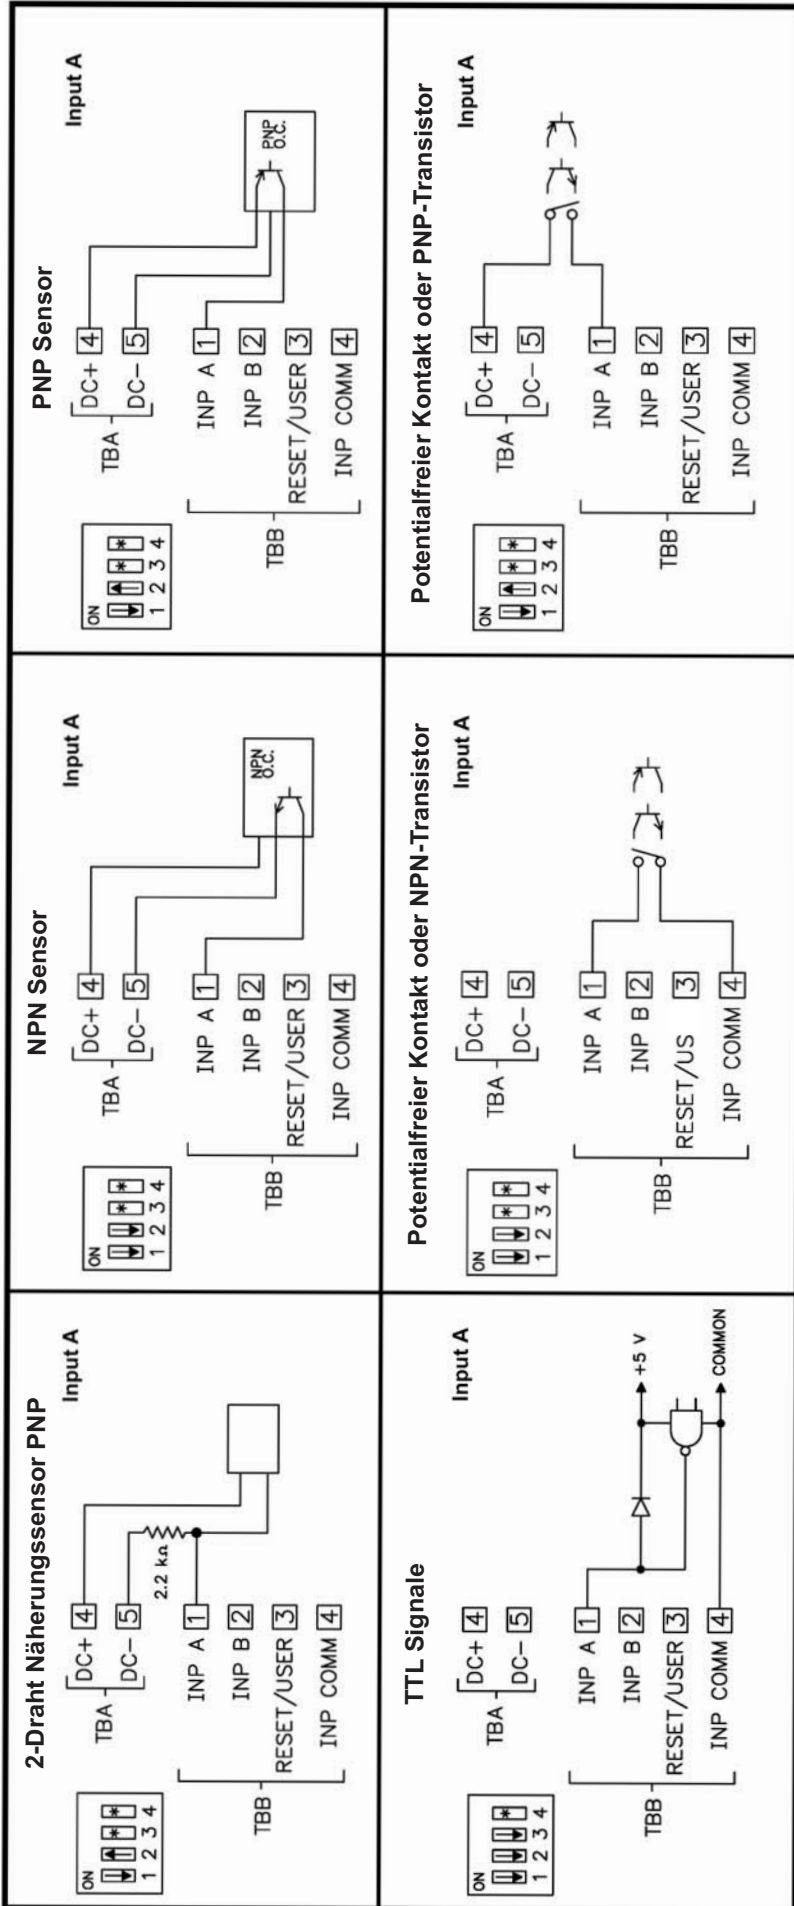 2-Draht Näherungssensor PNP
Input A
ON
1 2 3 4
* *
TBA
DC+ 4
DC- 5
2.2 kΩ
TBB
INP A 1
INP B 2
RESET/USER 3
INP COMM 4
NPN Sensor
Input A
ON
* *
1 2 3 4
TBA
DC+ 4
DC- 5
NPN
O.C.
TBB
INP A 1
INP B 2
RESET/USER 3
INP COMM 4
PNP Sensor
Input A
ON
* *
1 2 3 4
TBA
DC+ 4
DC- 5
PNP
O.C.
TBB
INP A 1
INP B 2
RESET/USER 3
INP COMM 4
TTL Signale
Input A
ON
*
1 2 3 4
TBA
DC+ 4
DC- 5
+5 V
COMMON
TBB
INP A 1
INP B 2
RESET/USER 3
INP COMM 4
Potentialfreier Kontakt oder NPN-Transistor
Input A
ON
* *
1 2 3 4
TBA
DC+ 4
DC- 5
TBB
INP A 1
INP B 2
RESET/US 3
INP COMM 4
Potentialfreier Kontakt oder PNP-Transistor
Input A
ON
* *
1 2 3 4
TBA
DC+ 4
DC- 5
TBB
INP A 1
INP B 2
RESET/USER 3
INP COMM 4